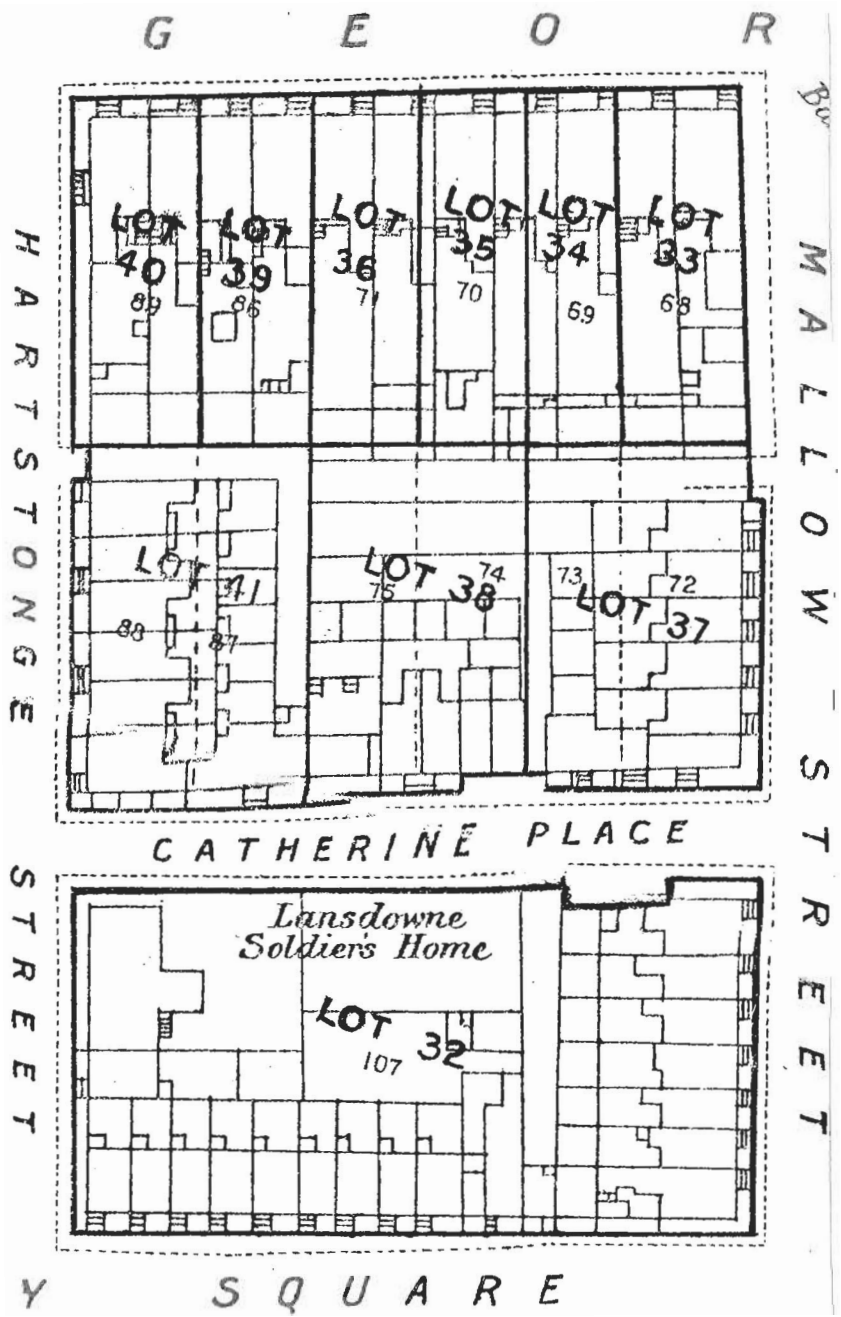 G E O R
LOT 40
89
LOT 39
86
LOT 36
71
LOT 35
70
LOT 34
69
LOT 33
68
HARTSTONGE STREET
MALLOW STREET
LOT 41
88
87
LOT 38
75
74
LOT 37
73
72
CATHERINE PLACE
Lansdowne
Soldier's Home
LOT 32
107
Y SQUARE